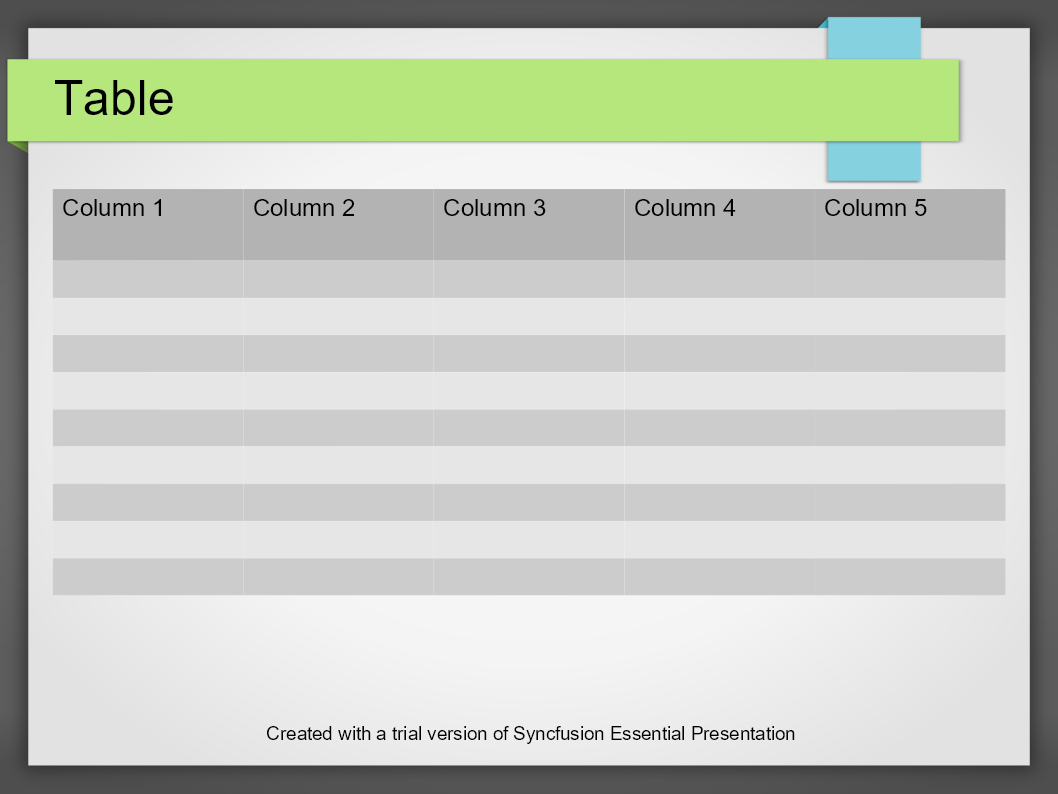 Table
Column 1 Column 2 Column 3 Column 4 Column 5
Created with a trial version of Syncfusion Essential Presentation